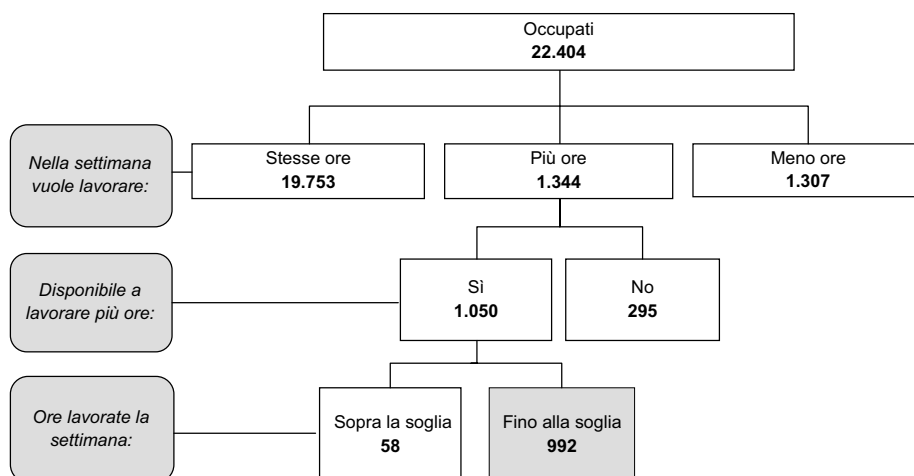 Occupati
22.404
Nella settimana
vuole lavorare:
Stesse ore
19.753
Più ore
1.344
Meno ore
1.307
Disponibile a
lavorare più ore:
Sì
1.050
No
295
Ore lavorate la
settimana:
Sopra la soglia
58
Fino alla soglia
992